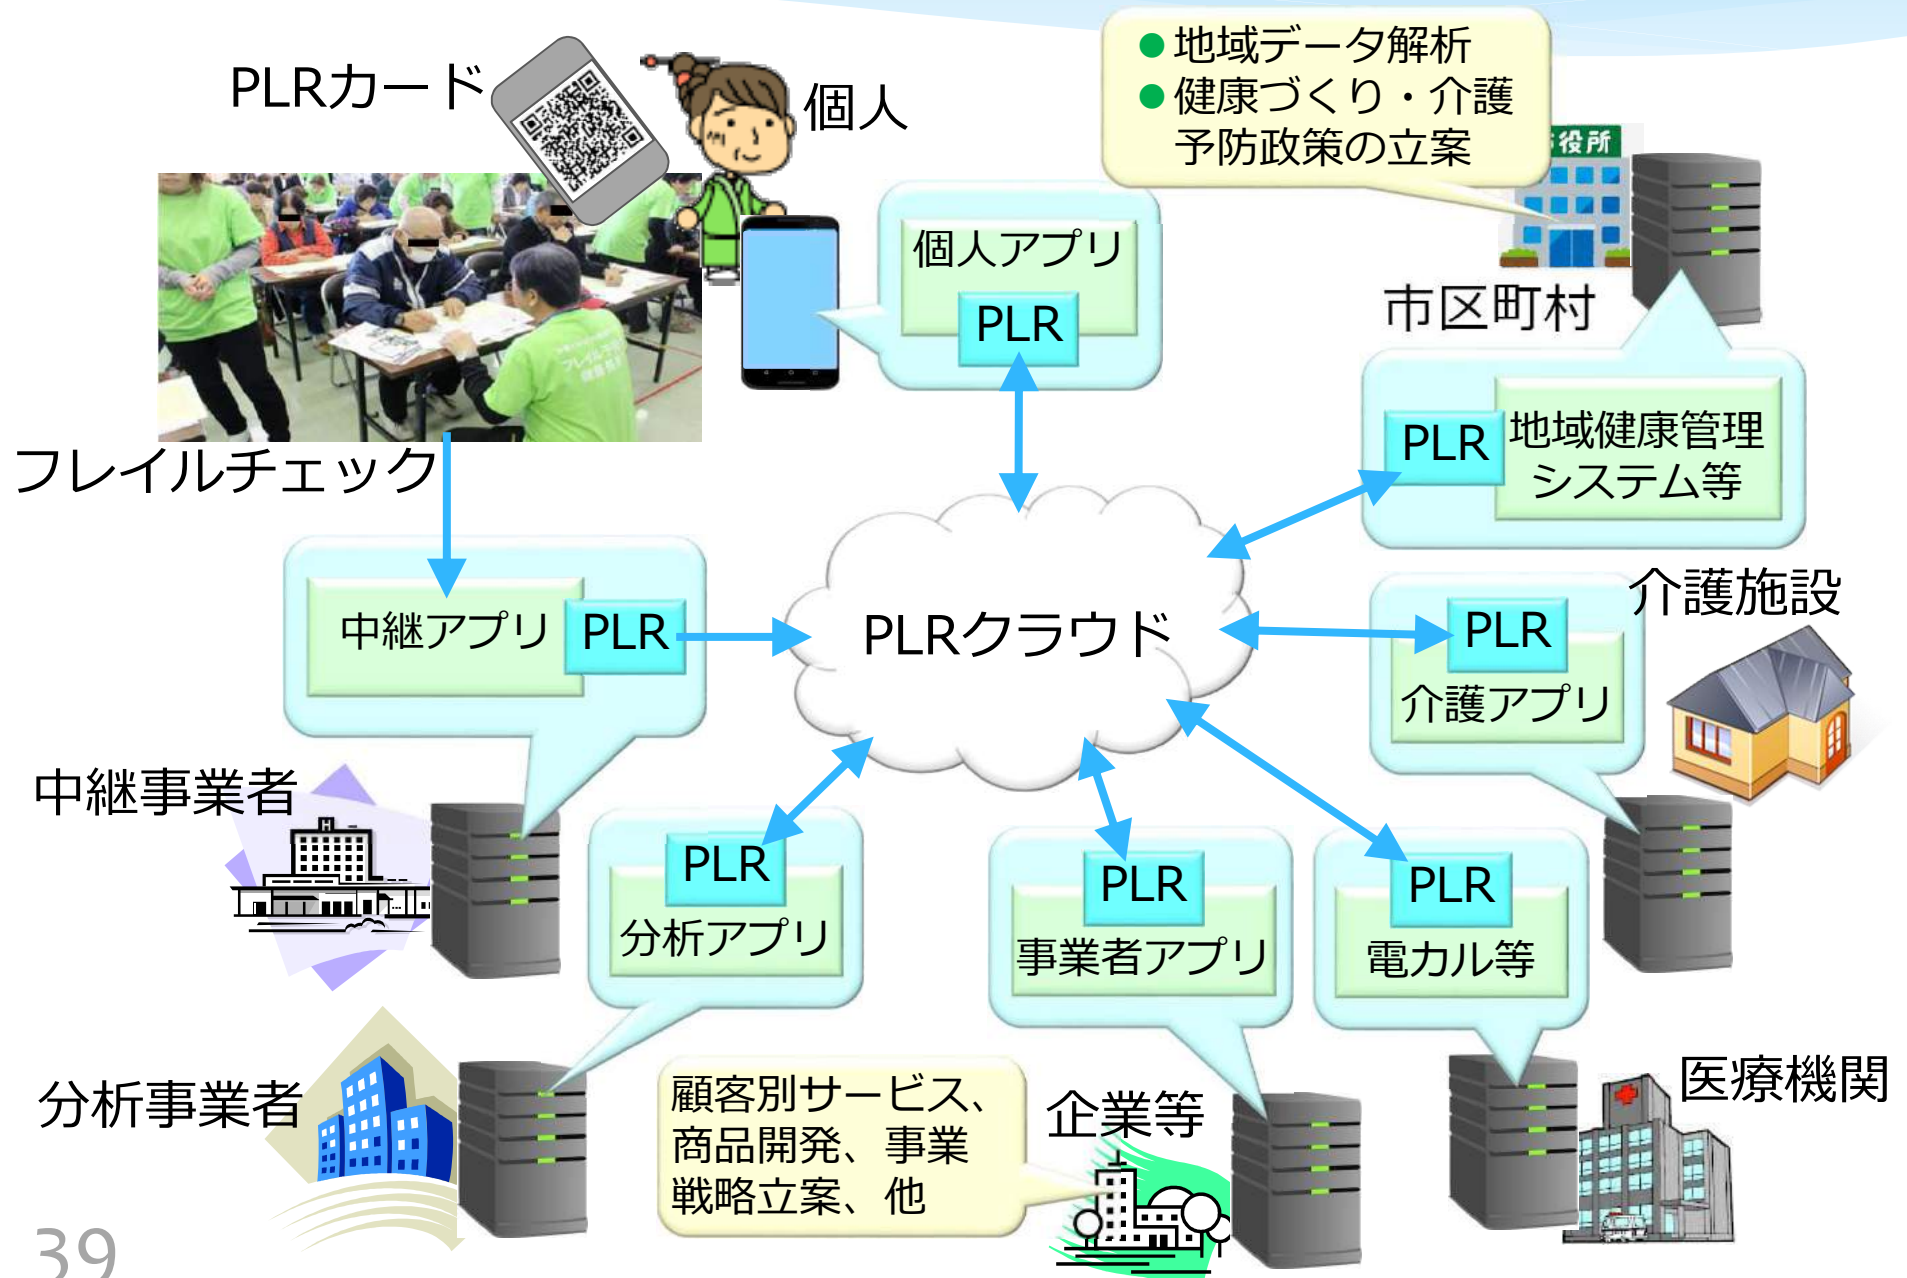 PLRカード
個人
●地域データ解析
●健康づくり・介護
予防政策の立案
役所
個人アプリ
PLR
市区町村
PLR
地域健康管理
システム等
フレイルチェック
中継アプリ
PLR
PLRクラウド
介護施設
PLR
介護アプリ
中継事業者
H
PLR
分析アプリ
PLR
事業者アプリ
PLR
電カル等
分析事業者
顧客別サービス、
商品開発、事業
戦略立案、他
企業等
医療機関
39